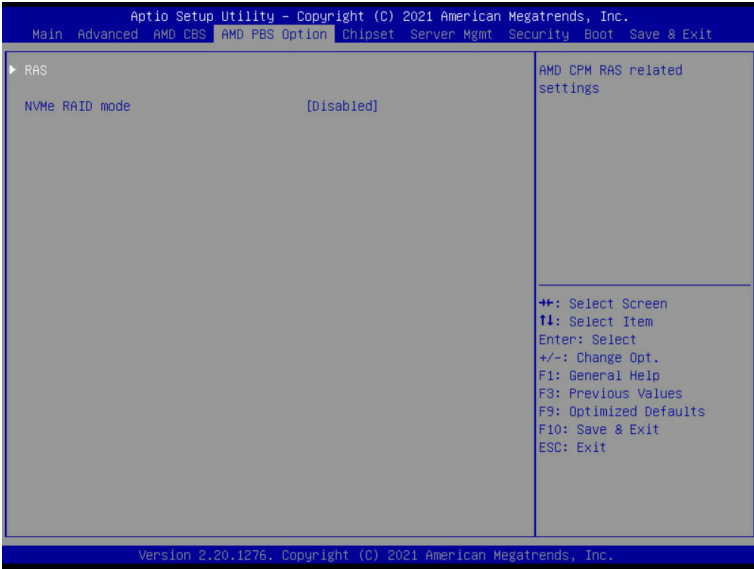 Aptio Setup Utility – Copyright (C) 2021 American Megatrends, Inc.
Main Advanced AMD CBS AMD PBS Option Chipset Server Mgmt Security Boot Save & Exit
RAS
NVMe RAID mode [Disabled]
AMD CPM RAS related
settings
→←: Select Screen
↑↓: Select Item
Enter: Select
+/-: Change Opt.
F1: General Help
F3: Previous Values
F9: Optimized Defaults
F10: Save & Exit
ESC: Exit
Version 2.20.1276. Copyright (C) 2021 American Megatrends, Inc.